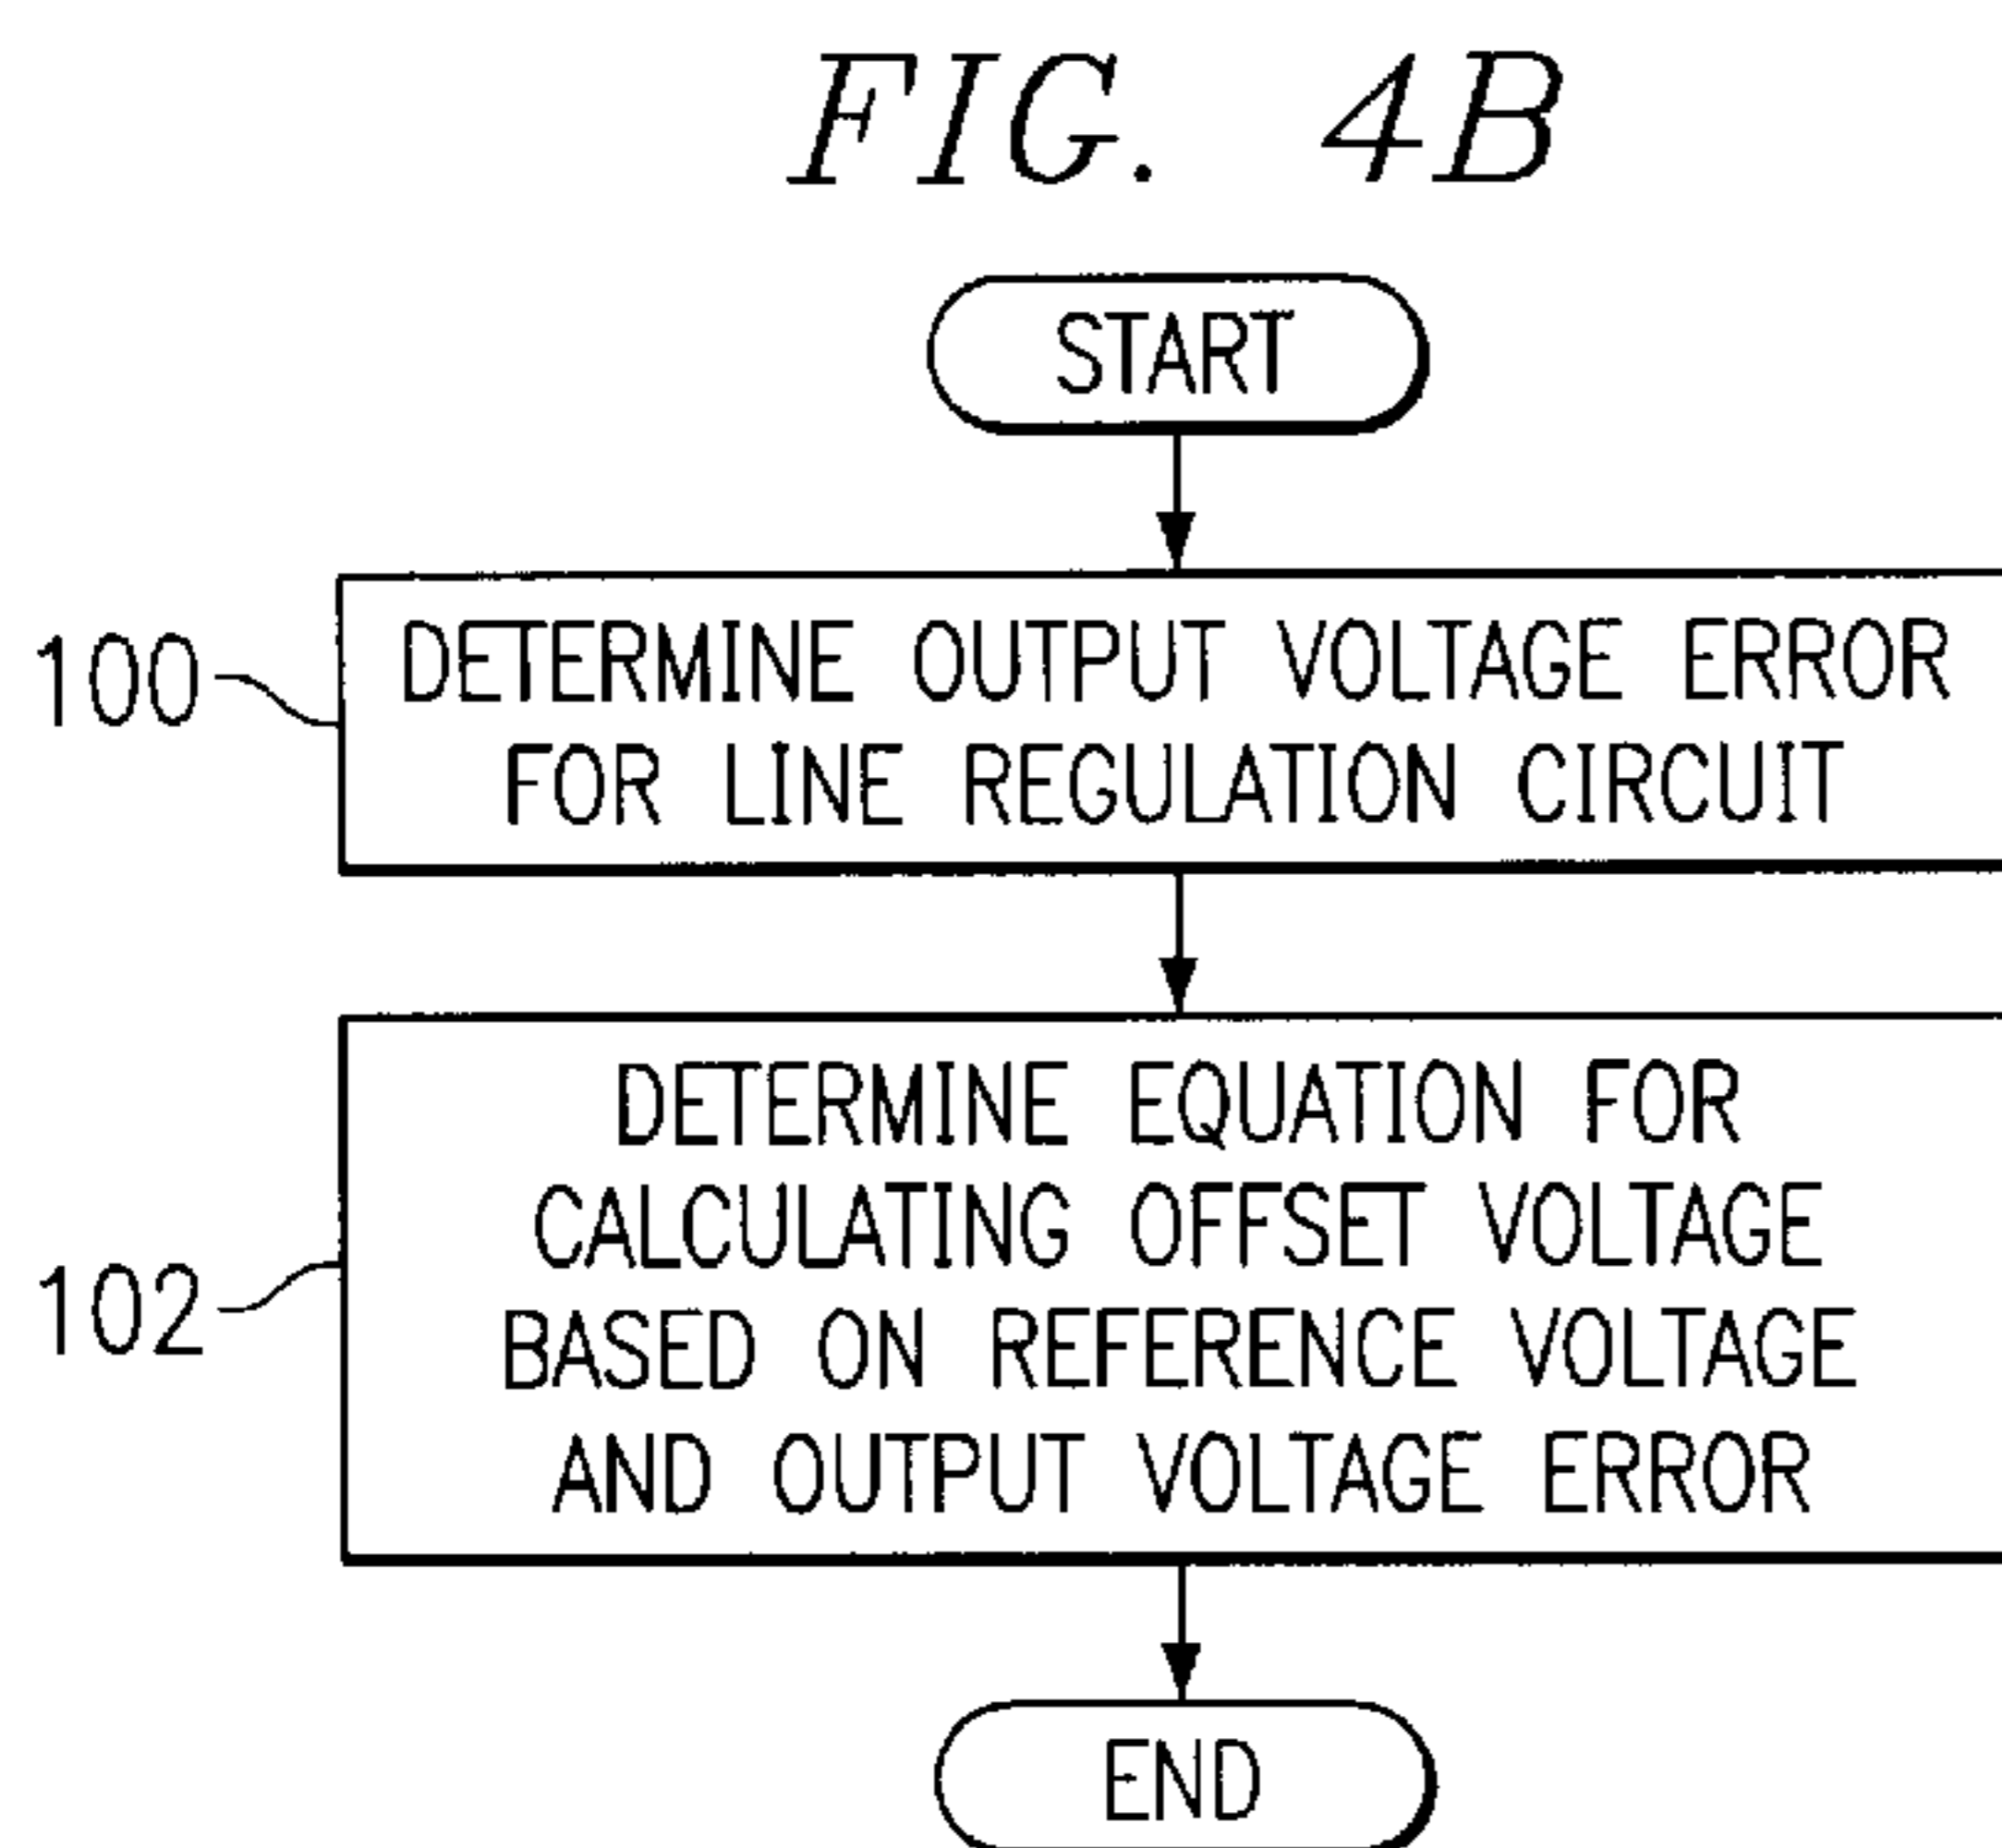 FIG. 4B
START
100
DETERMINE OUTPUT VOLTAGE ERROR
FOR LINE REGULATION CIRCUIT
102
DETERMINE EQUATION FOR
CALCULATING OFFSET VOLTAGE
BASED ON REFERENCE VOLTAGE
AND OUTPUT VOLTAGE ERROR
END